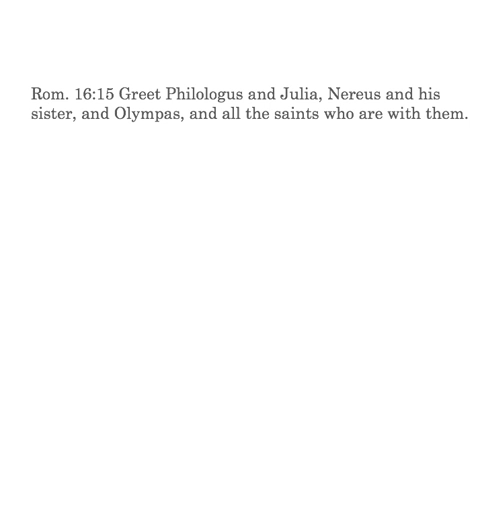 Rom. 16:15 Greet Philologus and Julia, Nereus and his
sister, and Olympas, and all the saints who are with them.